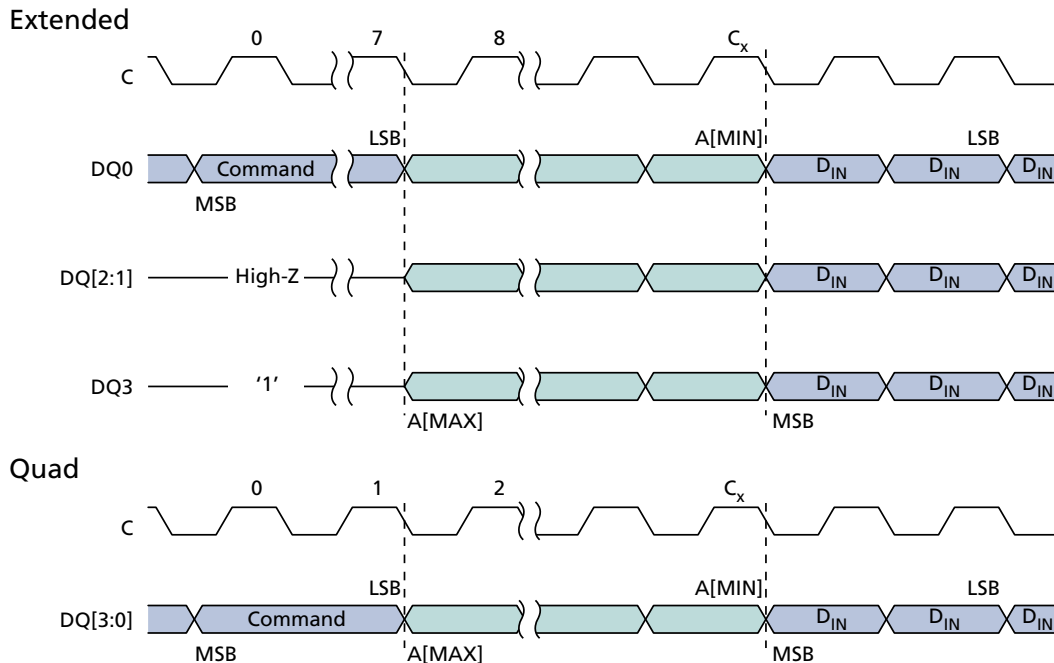 Extended
0 7 8 Cx
C
LSB A[MIN] LSB
DQ0 Command DIN DIN DIN
MSB
DQ[2:1] High-Z DIN DIN DIN
DQ3 '1' DIN DIN DIN
A[MAX] MSB
Quad
0 1 2 Cx
C
LSB A[MIN] LSB
DQ[3:0] Command DIN DIN DIN
MSB A[MAX] MSB